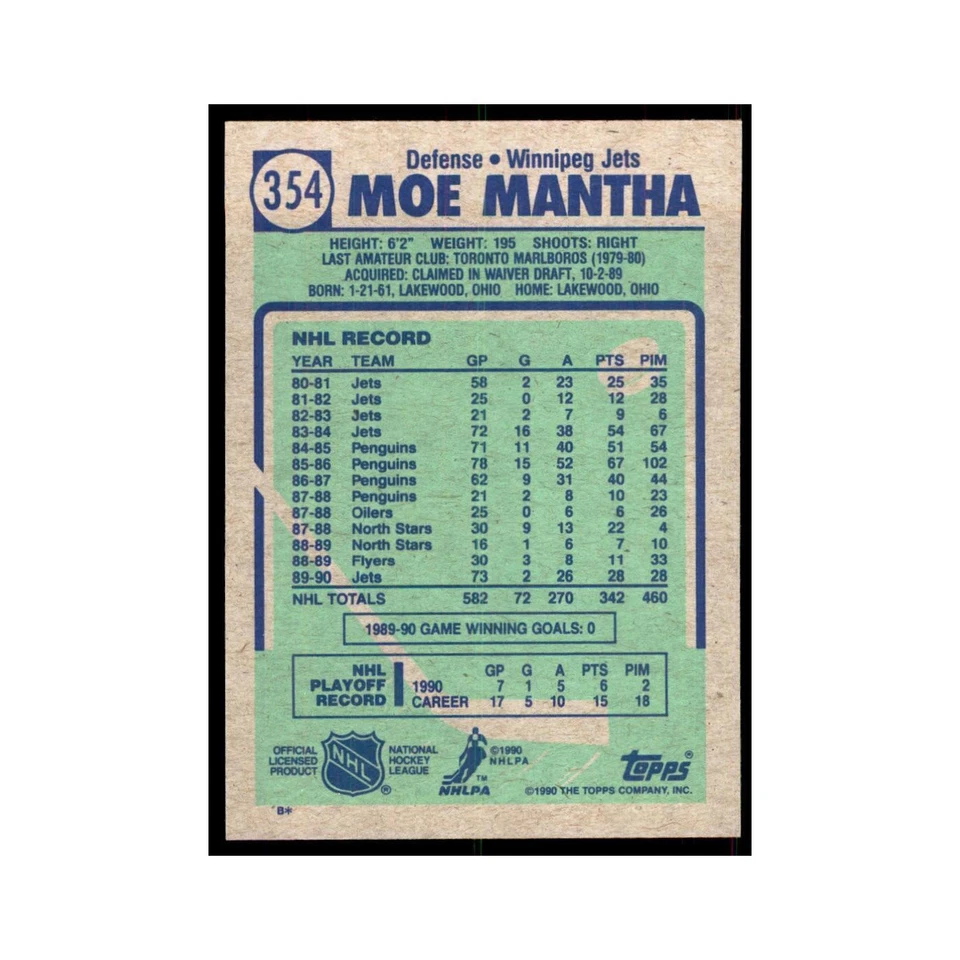 354
Defense • Winnipeg Jets
MOE MANTHA
HEIGHT: 6'2" WEIGHT: 195 SHOOTS: RIGHT
LAST AMATEUR CLUB: TORONTO MARLBOROS (1979-80)
ACQUIRED: CLAIMED IN WAIVER DRAFT, 10-2-89
BORN: 1-21-61, LAKEWOOD, OHIO HOME: LAKEWOOD, OHIO
NHL RECORD
YEAR TEAM GP G A PTS PIM
80-81 Jets 58 2 23 25 35
81-82 Jets 25 0 12 12 28
82-83 Jets 21 2 7 9 6
83-84 Jets 72 16 38 54 67
84-85 Penguins 71 11 40 51 54
85-86 Penguins 78 15 52 67 102
86-87 Penguins 62 9 31 40 44
87-88 Penguins 21 2 8 10 23
87-88 Oilers 25 0 6 6 26
87-88 North Stars 30 9 13 22 4
88-89 North Stars 16 1 6 7 10
88-89 Flyers 30 3 8 11 33
89-90 Jets 73 2 26 28 28
NHL TOTALS 582 72 270 342 460
1989-90 GAME WINNING GOALS: 0
NHL PLAYOFF RECORD
GP G A PTS PIM
1990 7 1 5 6 2
CAREER 17 5 10 15 18
OFFICIAL
LICENSED
PRODUCT
NHL
®
NATIONAL
HOCKEY
LEAGUE
NHLPA
TM
©1990
NHLPA
Topps®
©1990 THE TOPPS COMPANY, INC.
B*